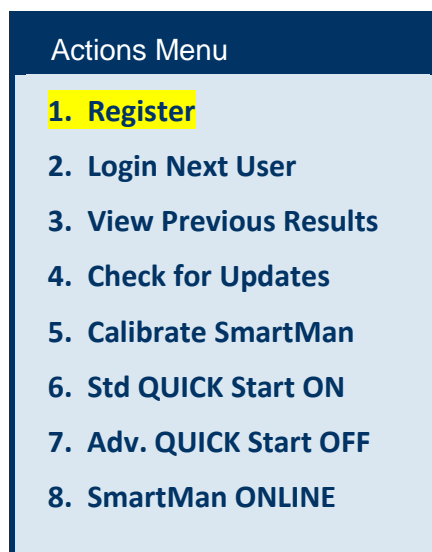 Actions Menu
1. Register
2. Login Next User
3. View Previous Results
4. Check for Updates
5. Calibrate SmartMan
6. Std QUICK Start ON
7. Adv. QUICK Start OFF
8. SmartMan ONLINE